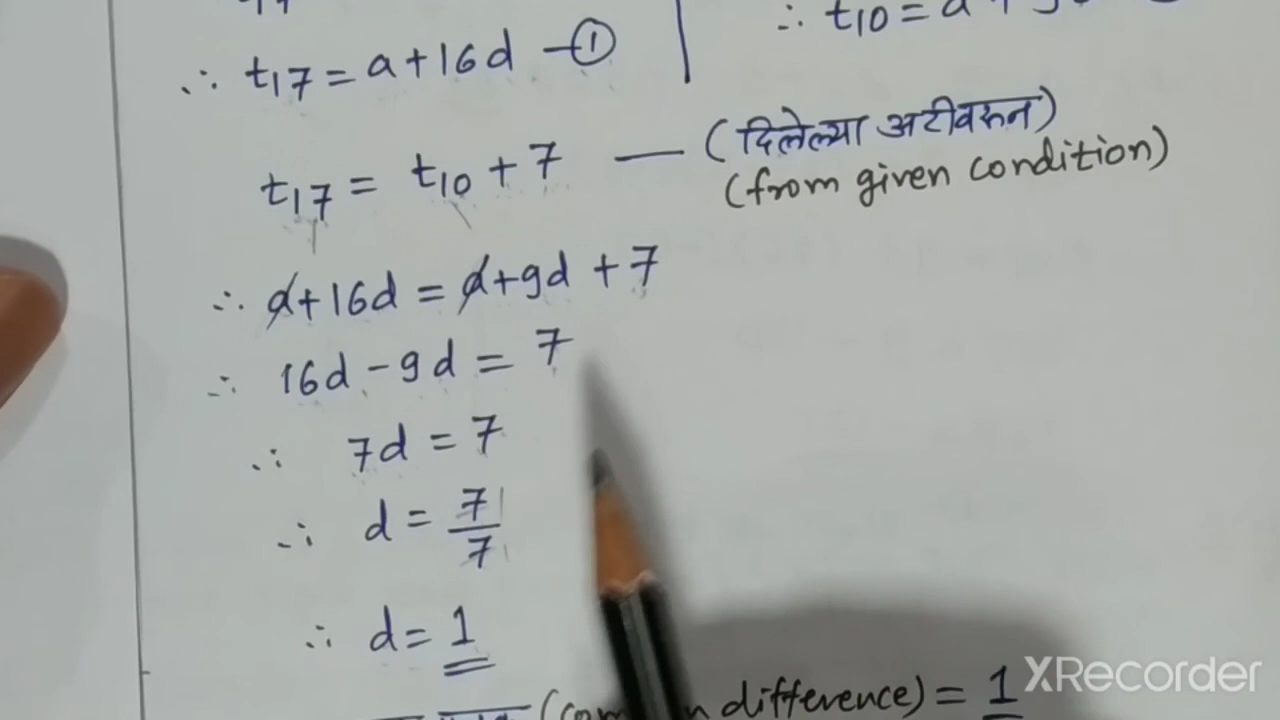 ∴ t17 = a + 16d — ①
∴ t10 = a +
t17 = t10 + 7 — (दिलेल्या अटीवरून)
(from given condition)
∴ a + 16d = a + 9d + 7
∴ 16d - 9d = 7
∴ 7d = 7
∴ d = 7/7
∴ d = 1
difference) = 1
XRecorder